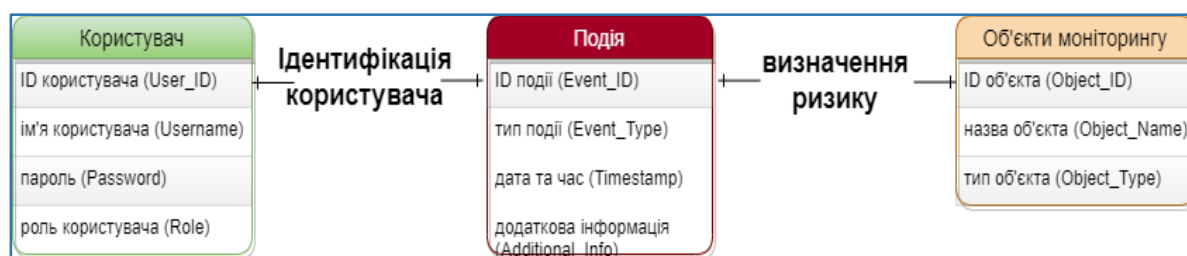 Користувач
ID користувача (User_ID)
ім'я користувача (Username)
пароль (Password)
роль користувача (Role)
Ідентифікація
користувача
Подія
ID події (Event_ID)
тип події (Event_Type)
дата та час (Timestamp)
додаткова інформація
(Additional_Info)
визначення
ризику
Об'єкти моніторингу
ID об'єкта (Object_ID)
назва об'єкта (Object_Name)
тип об'єкта (Object_Type)